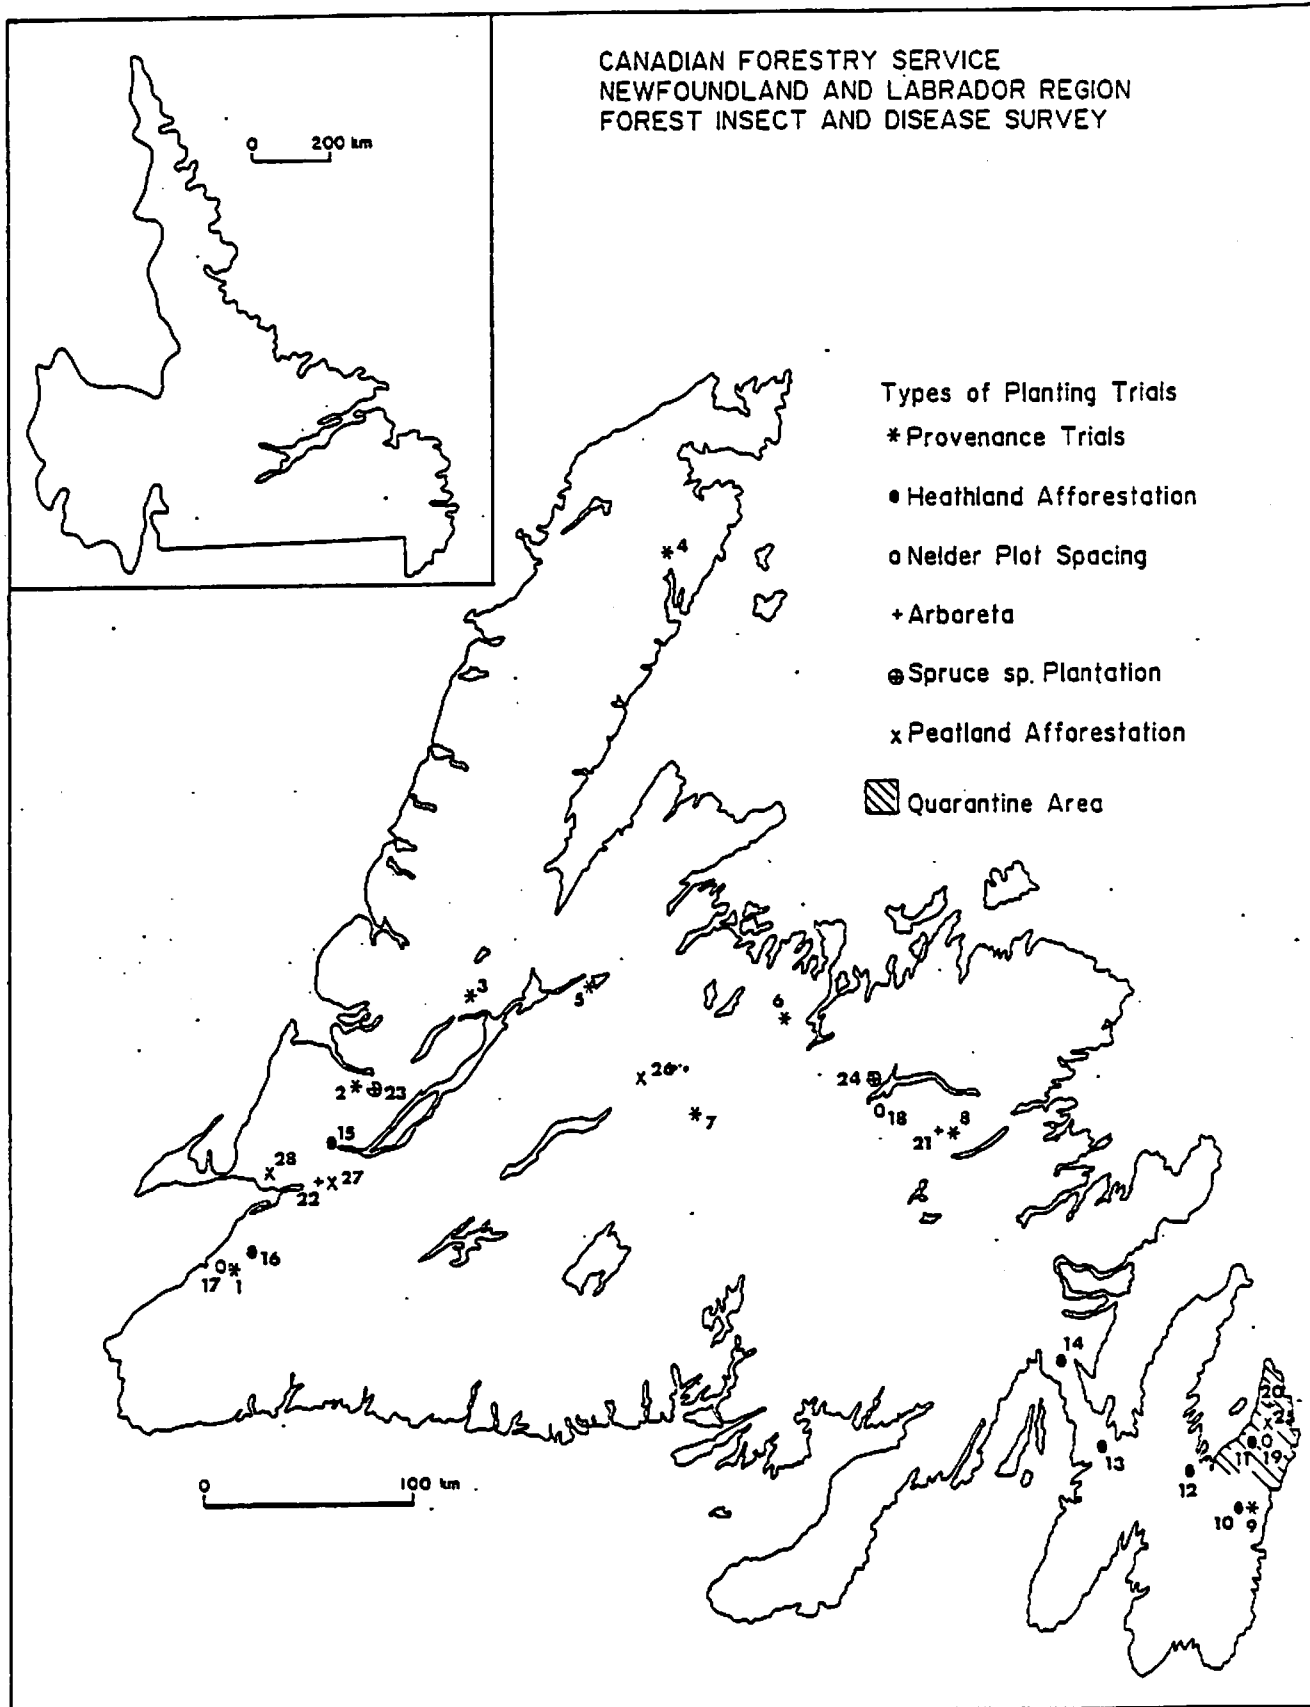 CANADIAN FORESTRY SERVICE
NEWFOUNDLAND AND LABRADOR REGION
FOREST INSECT AND DISEASE SURVEY
0 200 km
Types of Planting Trials
* Provenance Trials
Heathland Afforestation
o Nelder Plot Spacing
+ Arboreta
⊕ Spruce sp. Plantation
x Peatland Afforestation
Quarantine Area
*4
*3
5*
6
*
2* ⊕23
x26
*7
24⊕
o18
21+*8
15
x28
22+x27
16
17 o* 1
14
13
12
20
+
x
25
11 o 19
10 * 9
0 100 km